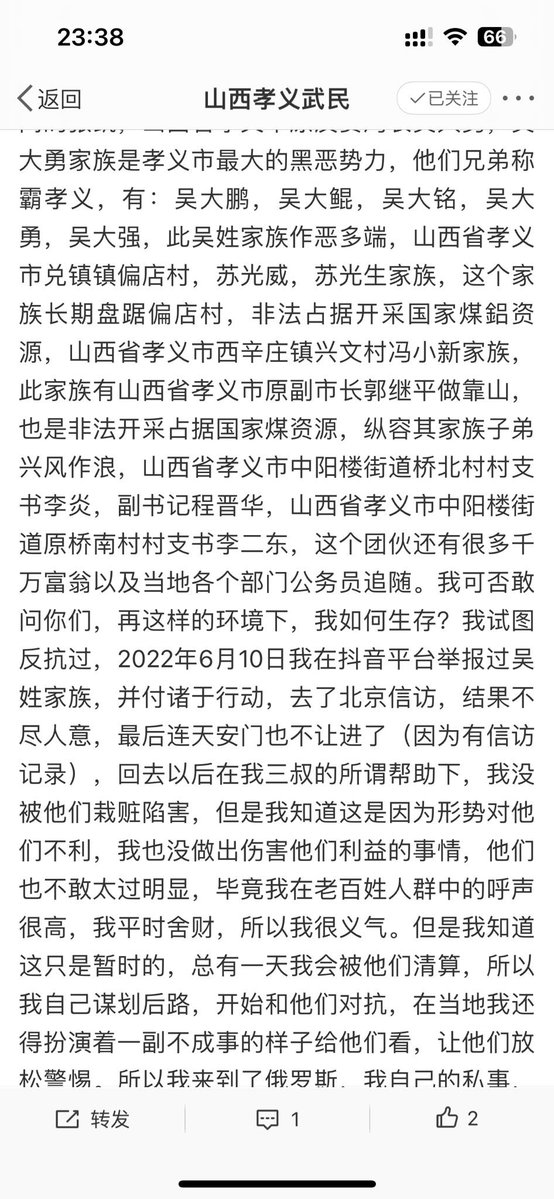 23:38
66
返回
山西孝义武民
已关注
大勇家族是孝义市最大的黑恶势力，他们兄弟称
霸孝义，有：吴大鹏，吴大鲲，吴大铭，吴大
勇，吴大强，此吴姓家族作恶多端，山西省孝义
市兑镇镇偏店村，苏光威，苏光生家族，这个家
族长期盘踞偏店村，非法占据开采国家煤鋁资
源，山西省孝义市西辛庄镇兴文村冯小新家族，
此家族有山西省孝义市原副市长郭继平做靠山，
也是非法开采占据国家煤资源，纵容其家族子弟
兴风作浪，山西省孝义市中阳楼街道桥北村村支
书李炎，副书记程晋华，山西省孝义市中阳楼街
道原桥南村村支书李二东，这个团伙还有很多千
万富翁以及当地各个部门公务员追随。我可否敢
问你们，再这样的环境下，我如何生存？我试图
反抗过，2022年6月10日我在抖音平台举报过吴
姓家族，并付诸于行动，去了北京信访，结果不
尽人意，最后连天安门也不让进了（因为有信访
记录），回去以后在我三叔的所谓帮助下，我没
被他们栽赃陷害，但是我知道这是因为形势对他
们不利，我也没做出伤害他们利益的事情，他们
也不敢太过明显，毕竟我在老百姓人群中的呼声
很高，我平时舍财，所以我很义气。但是我知道
这只是暂时的，总有一天我会被他们清算，所以
我自己谋划后路，开始和他们对抗，在当地我还
得扮演着一副不成事的样子给他们看，让他们放
松警惕。所以我来到了俄罗斯，我自己的私事，
转发
1
2